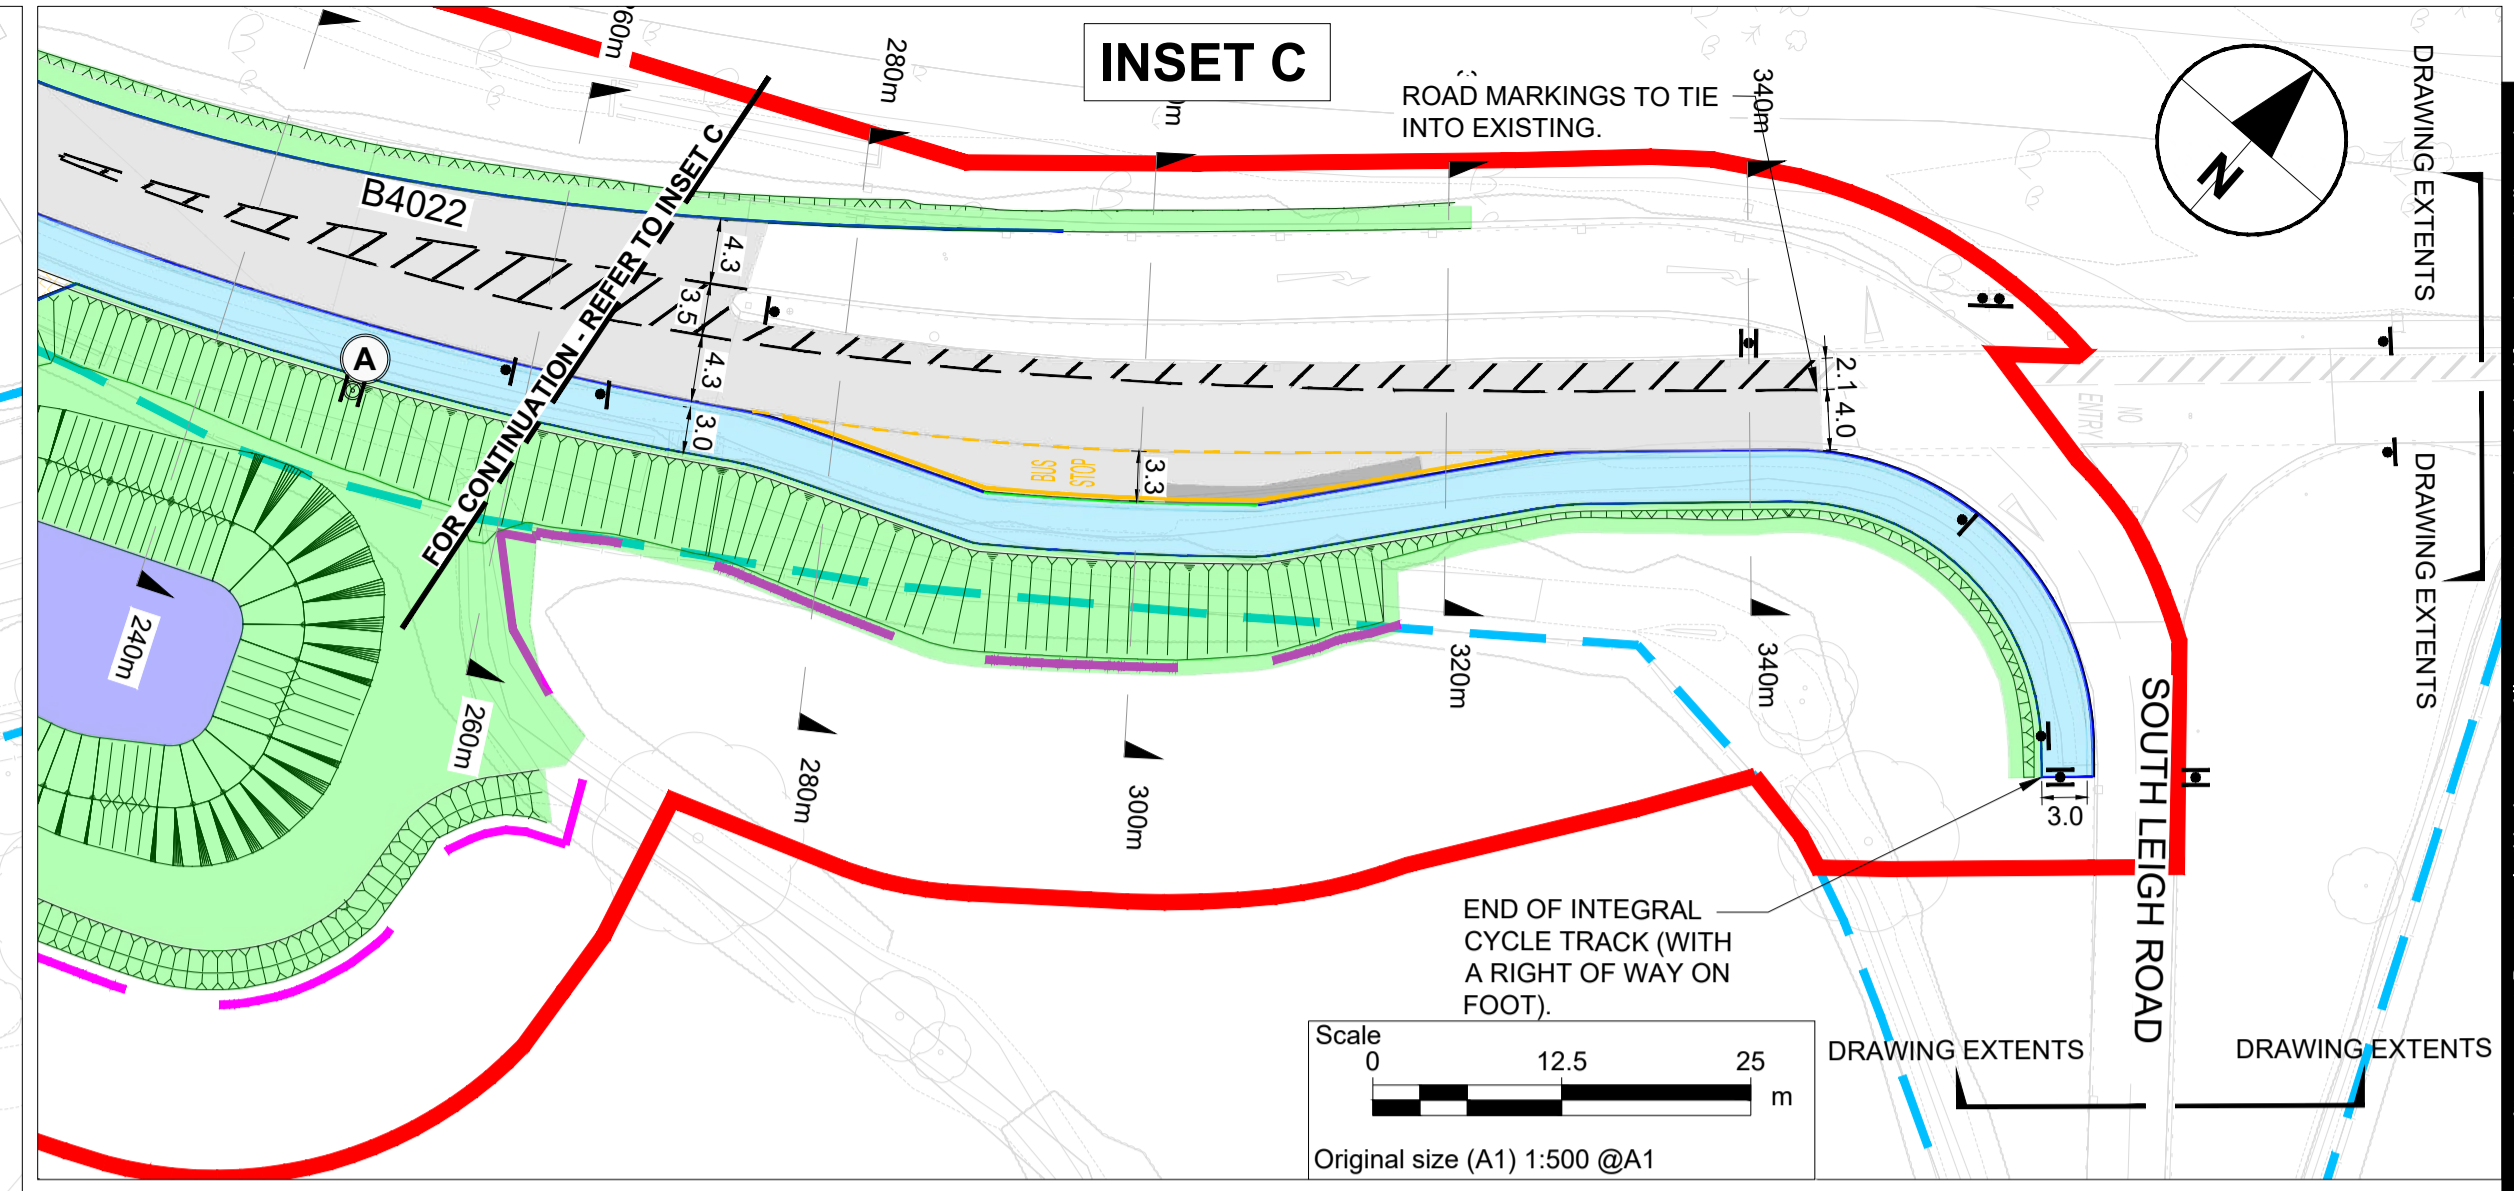 INSET C
ROAD MARKINGS TO TIE
INTO EXISTING.
280m
340m
DRAWING EXTENTS
N
B4022
FOR CONTINUATION - REFER TO INSET C
4.3
3.5
4.3
3.0
A
BUS
STOP
3.3
2.1
4.0
NO
ENTRY
DRAWING EXTENTS
240m
260m
280m
300m
320m
340m
SOUTH LEIGH ROAD
3.0
END OF INTEGRAL
CYCLE TRACK (WITH
A RIGHT OF WAY ON
FOOT).
Scale
0 12.5 25
m
Original size (A1) 1:500 @A1
DRAWING EXTENTS
DRAWING EXTENTS